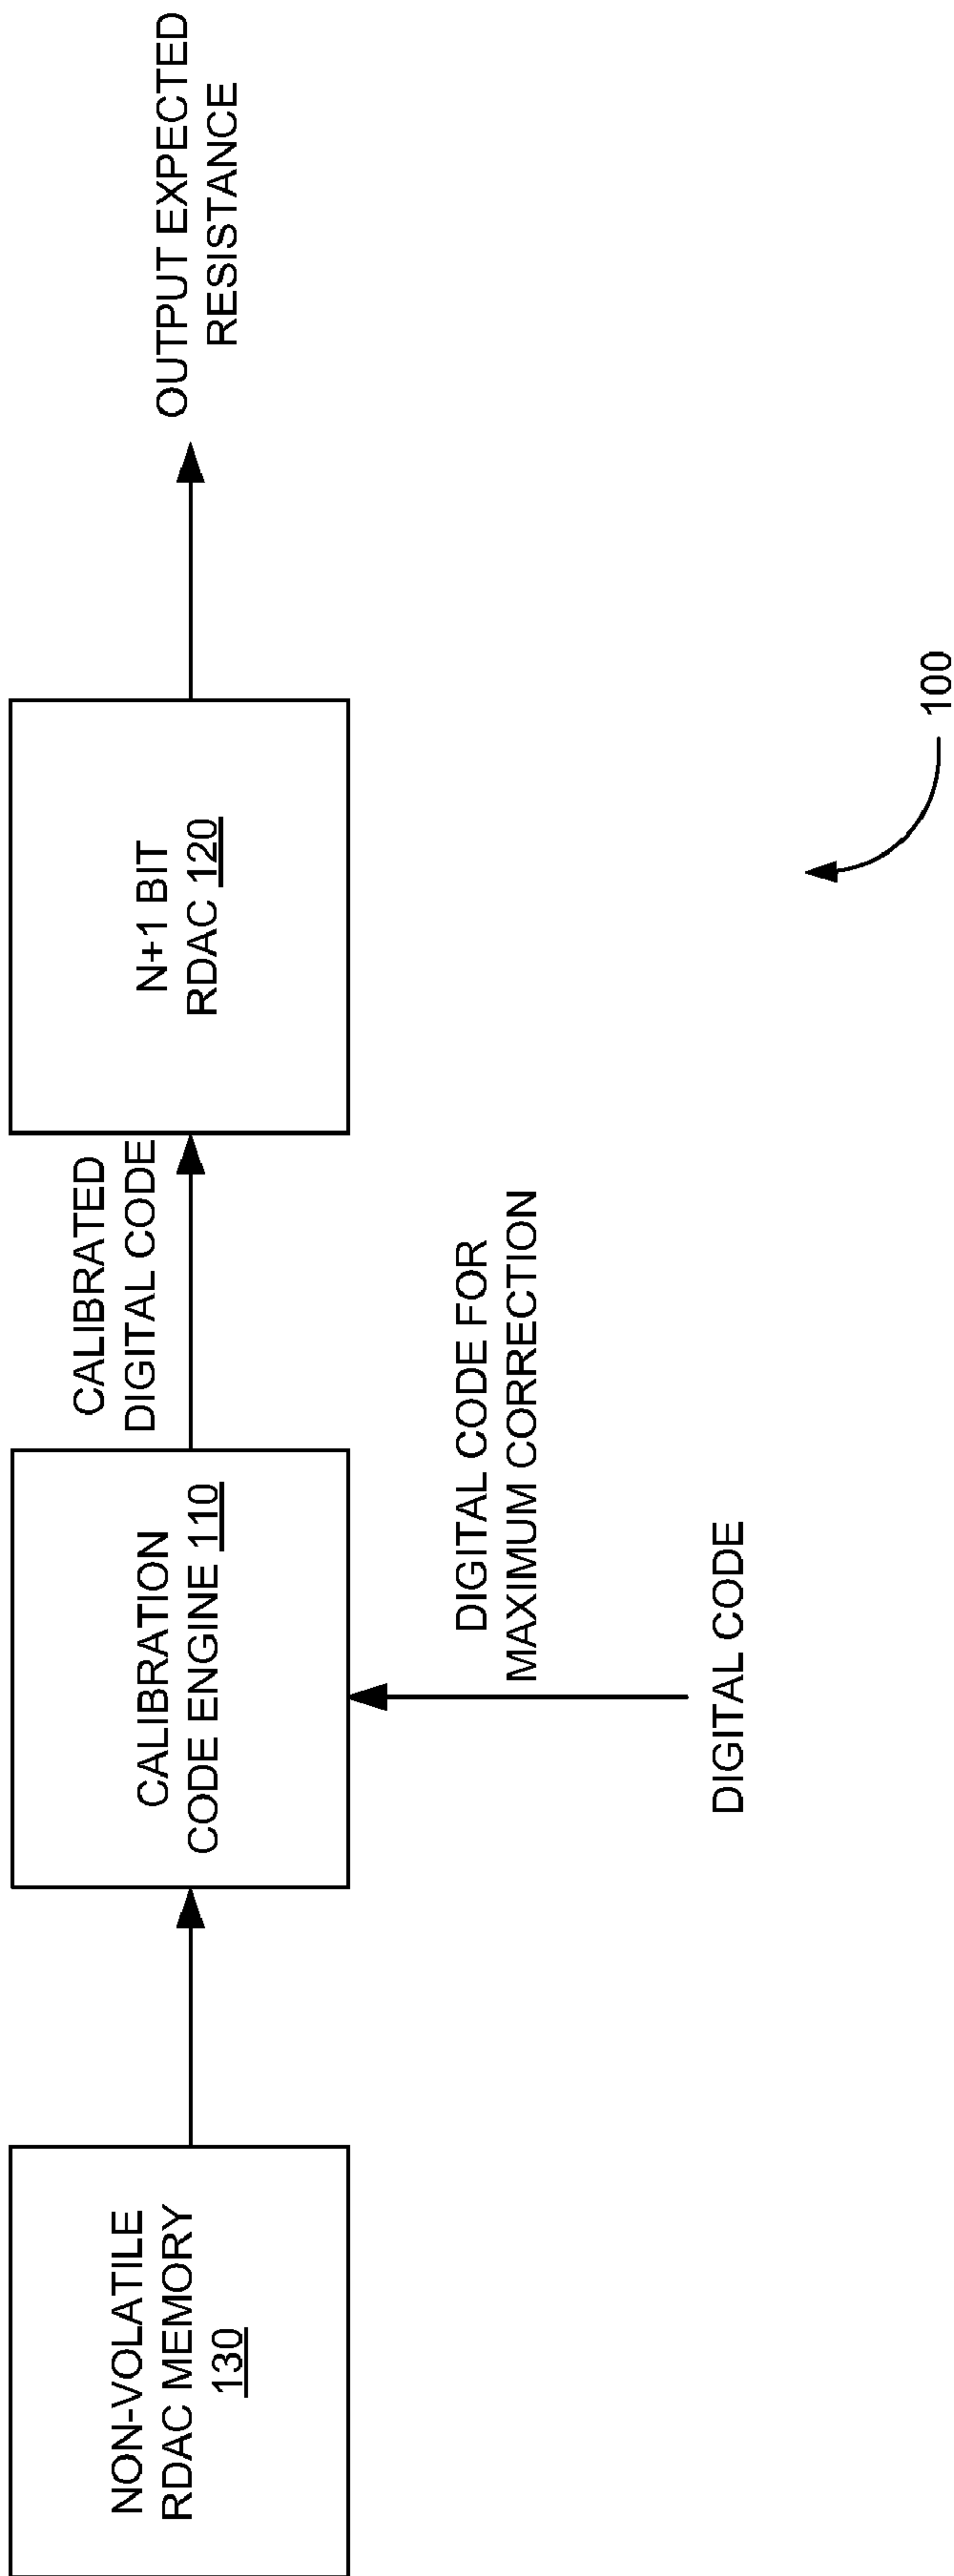 NON-VOLATILE
RDAC MEMORY
130
CALIBRATION
CODE ENGINE 110
CALIBRATED
DIGITAL CODE
N+1 BIT
RDAC 120
OUTPUT EXPECTED
RESISTANCE
DIGITAL CODE FOR
MAXIMUM CORRECTION
DIGITAL CODE
100